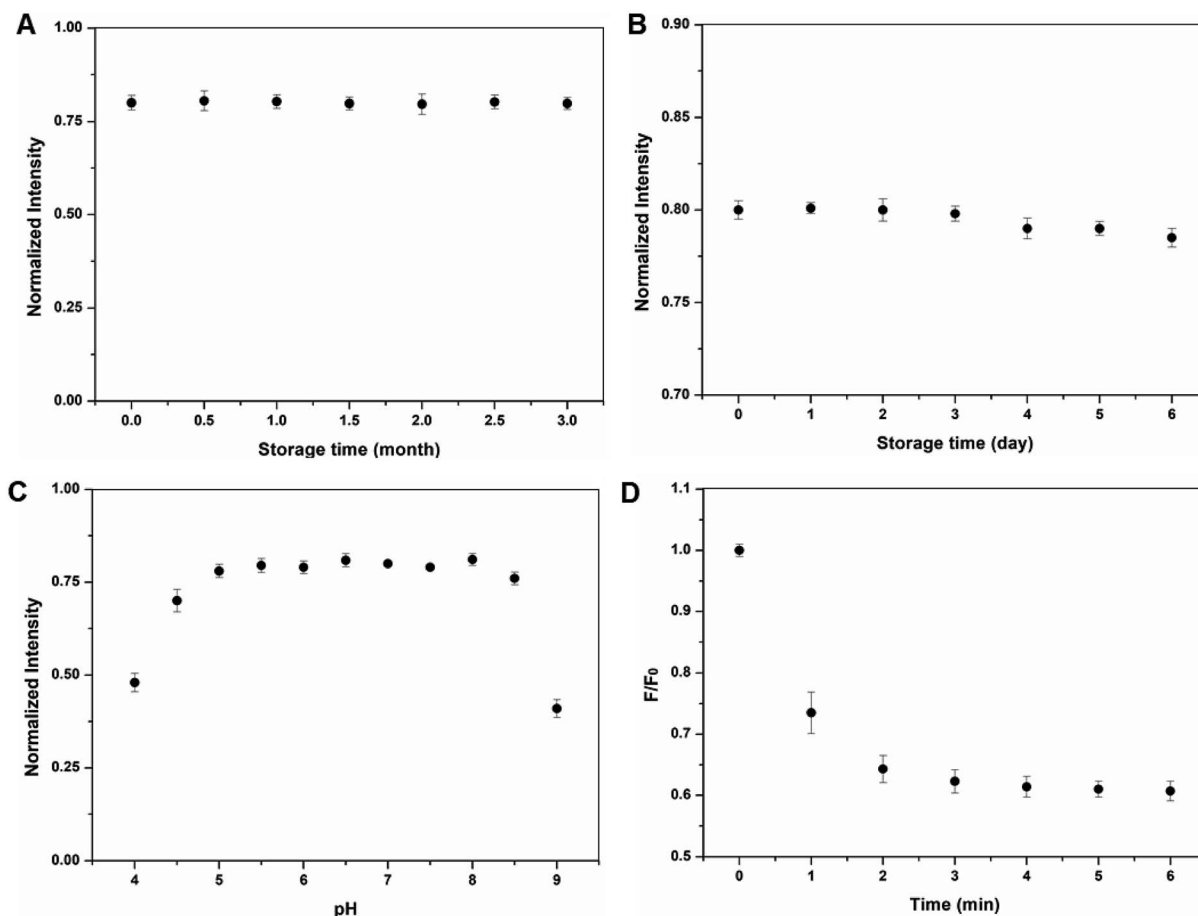 A
1.00
0.75
0.50
0.25
0.00
Normalized Intensity
0.0 0.5 1.0 1.5 2.0 2.5 3.0
Storage time (month)
B
0.90
0.85
0.80
0.75
0.70
Normalized Intensity
0 1 2 3 4 5 6
Storage time (day)
C
1.00
0.75
0.50
0.25
0.00
Normalized Intensity
4 5 6 7 8 9
pH
D
1.1
1.0
0.9
0.8
0.7
0.6
0.5
F/F₀
0 1 2 3 4 5 6
Time (min)